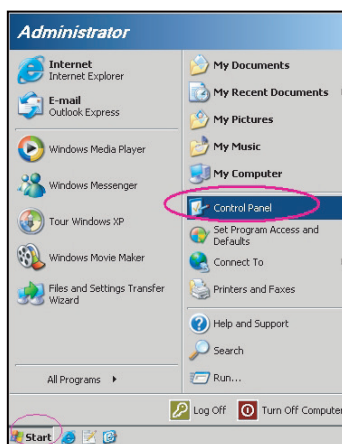 Administrator
Internet
Internet Explorer
E-mail
Outlook Express
Windows Media Player
Windows Messenger
Tour Windows XP
Windows Movie Maker
Files and Settings Transfer
Wizard
All Programs
My Documents
My Recent Documents
My Pictures
My Music
My Computer
Control Panel
Set Program Access and
Defaults
Connect To
Printers and Faxes
Help and Support
Search
Run...
Log Off
Turn Off Computer
Start